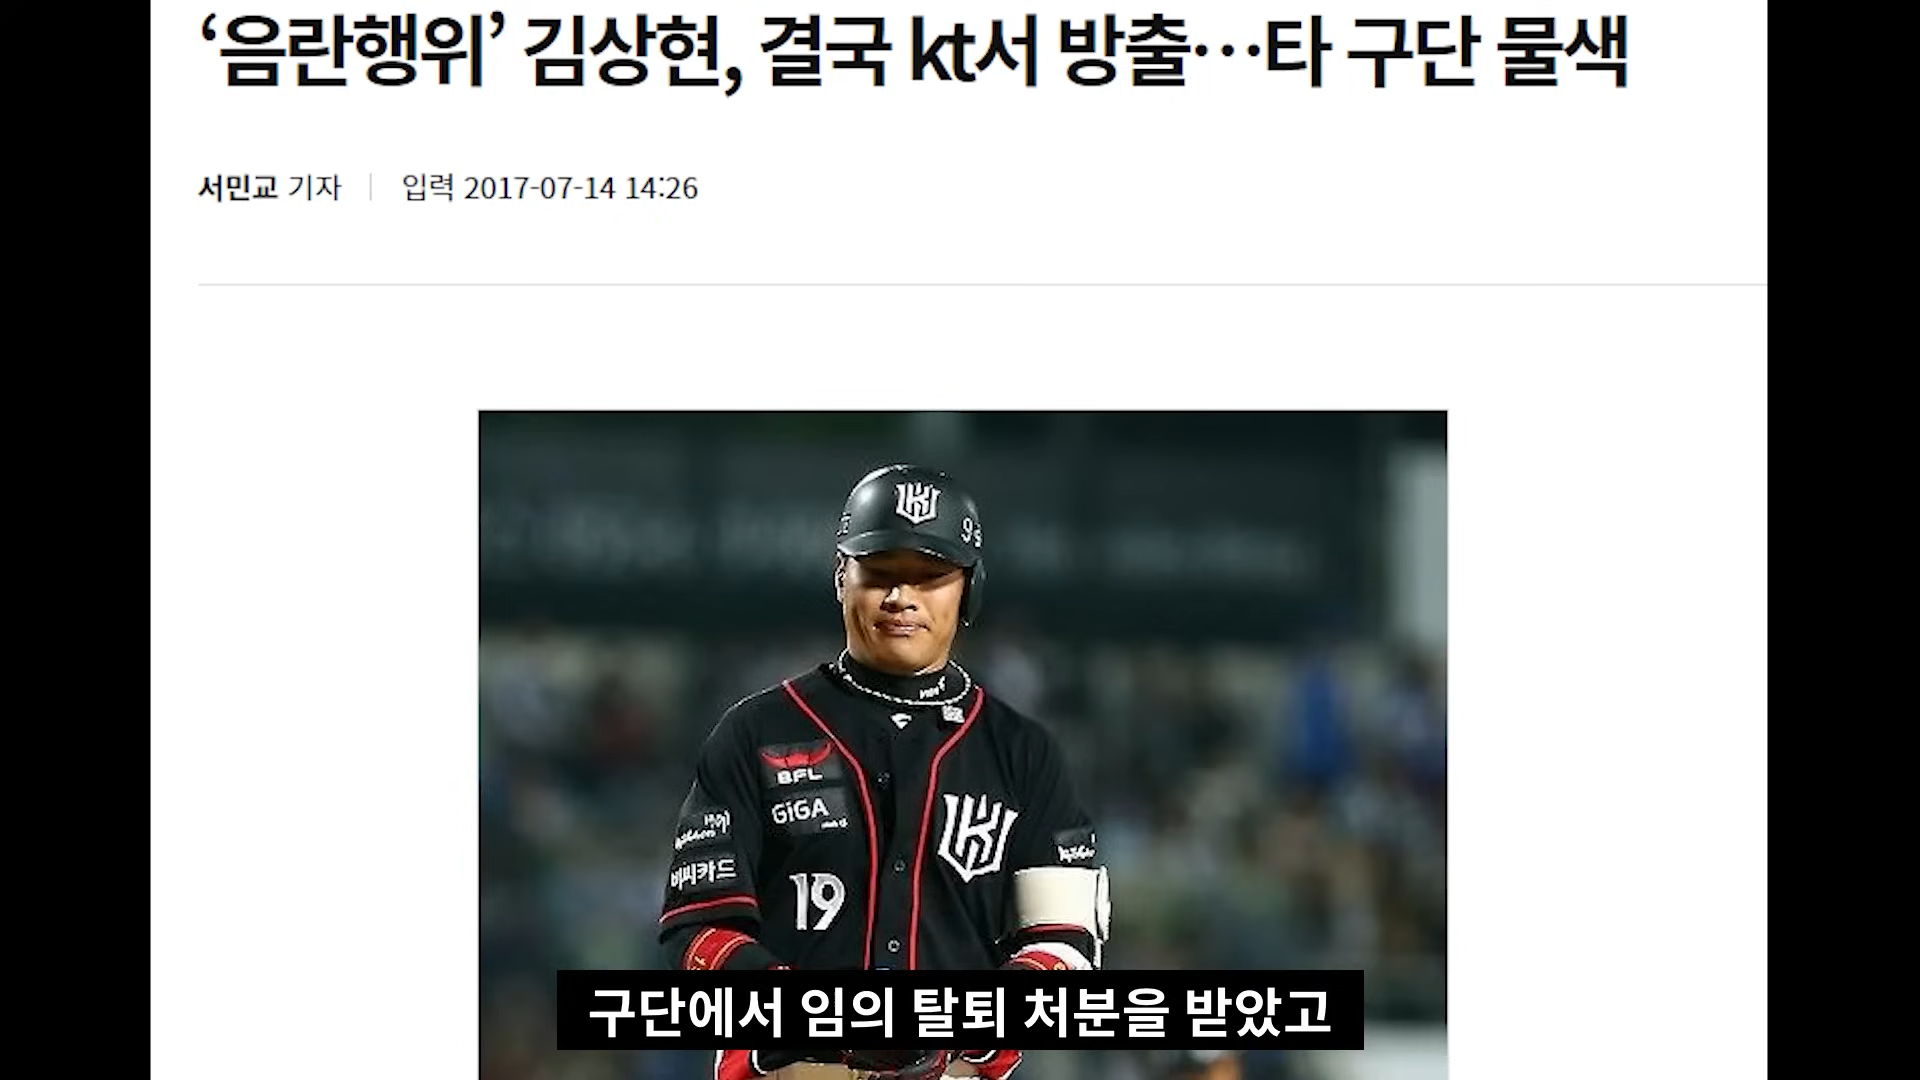 ‘음란행위’ 김상현, 결국 kt서 방출…타 구단 물색
서민교 기자 | 입력 2017-07-14 14:26
BFL
GiGA
비씨카드
19
구단에서 임의 탈퇴 처분을 받았고